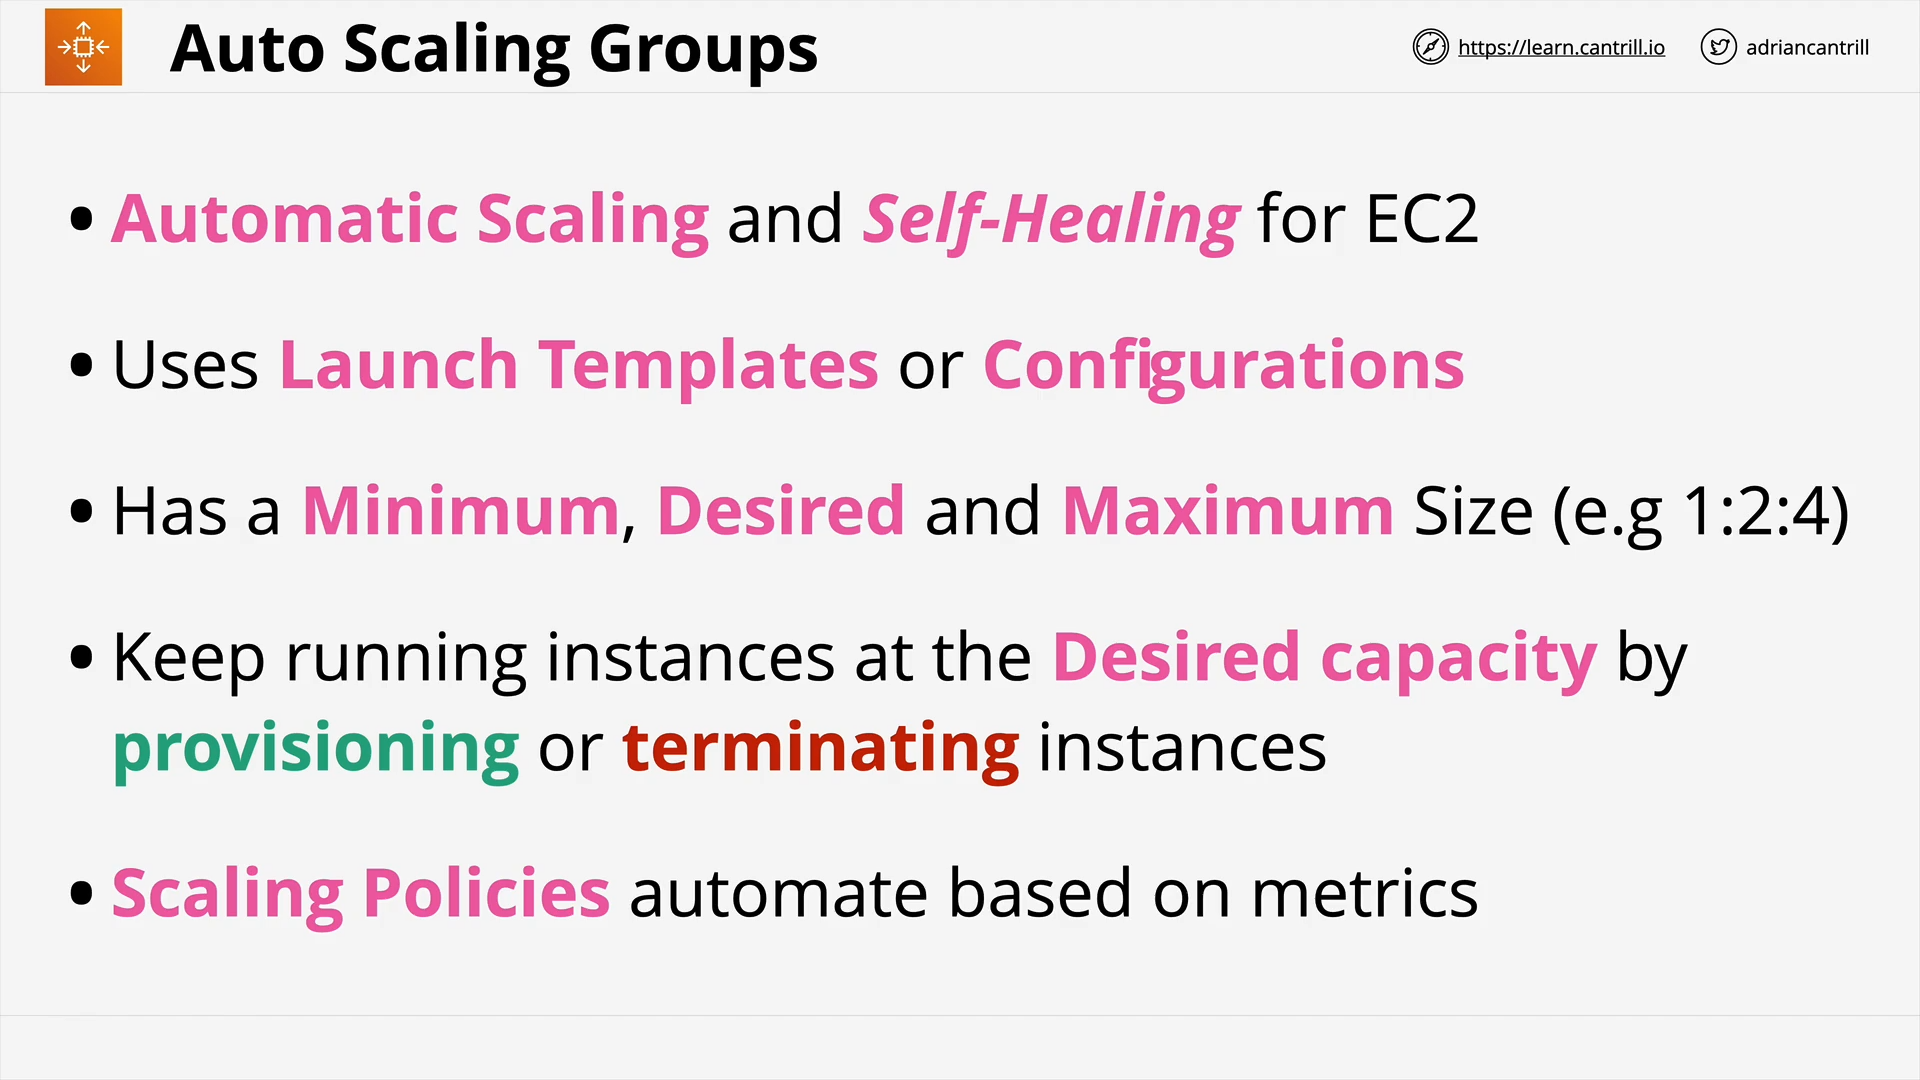 Auto Scaling Groups
https://learn.cantrill.io
adriancantrill
• Automatic Scaling and Self-Healing for EC2
• Uses Launch Templates or Configurations
• Has a Minimum, Desired and Maximum Size (e.g 1:2:4)
• Keep running instances at the Desired capacity by
provisioning or terminating instances
• Scaling Policies automate based on metrics